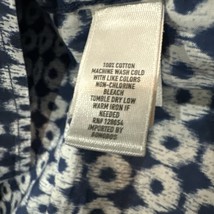 100% COTTON
MACHINE WASH COLD
WITH LIKE COLORS
NON-CHLORINE
BLEACH
TUMBLE DRY LOW
WARM IRON IF
NEEDED
RN# 128654
IMPORTED BY
BONOBOS